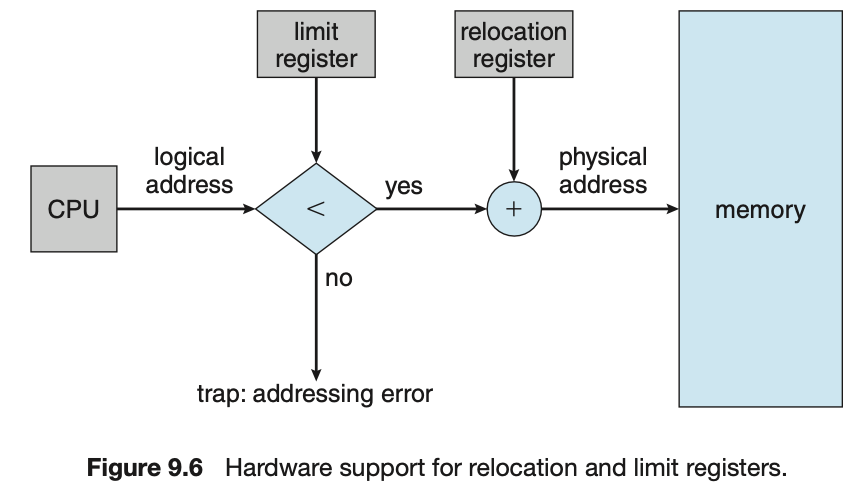 limit
register
relocation
register
logical
address
physical
address
CPU
<
yes
+
memory
no
trap: addressing error
Figure 9.6 Hardware support for relocation and limit registers.